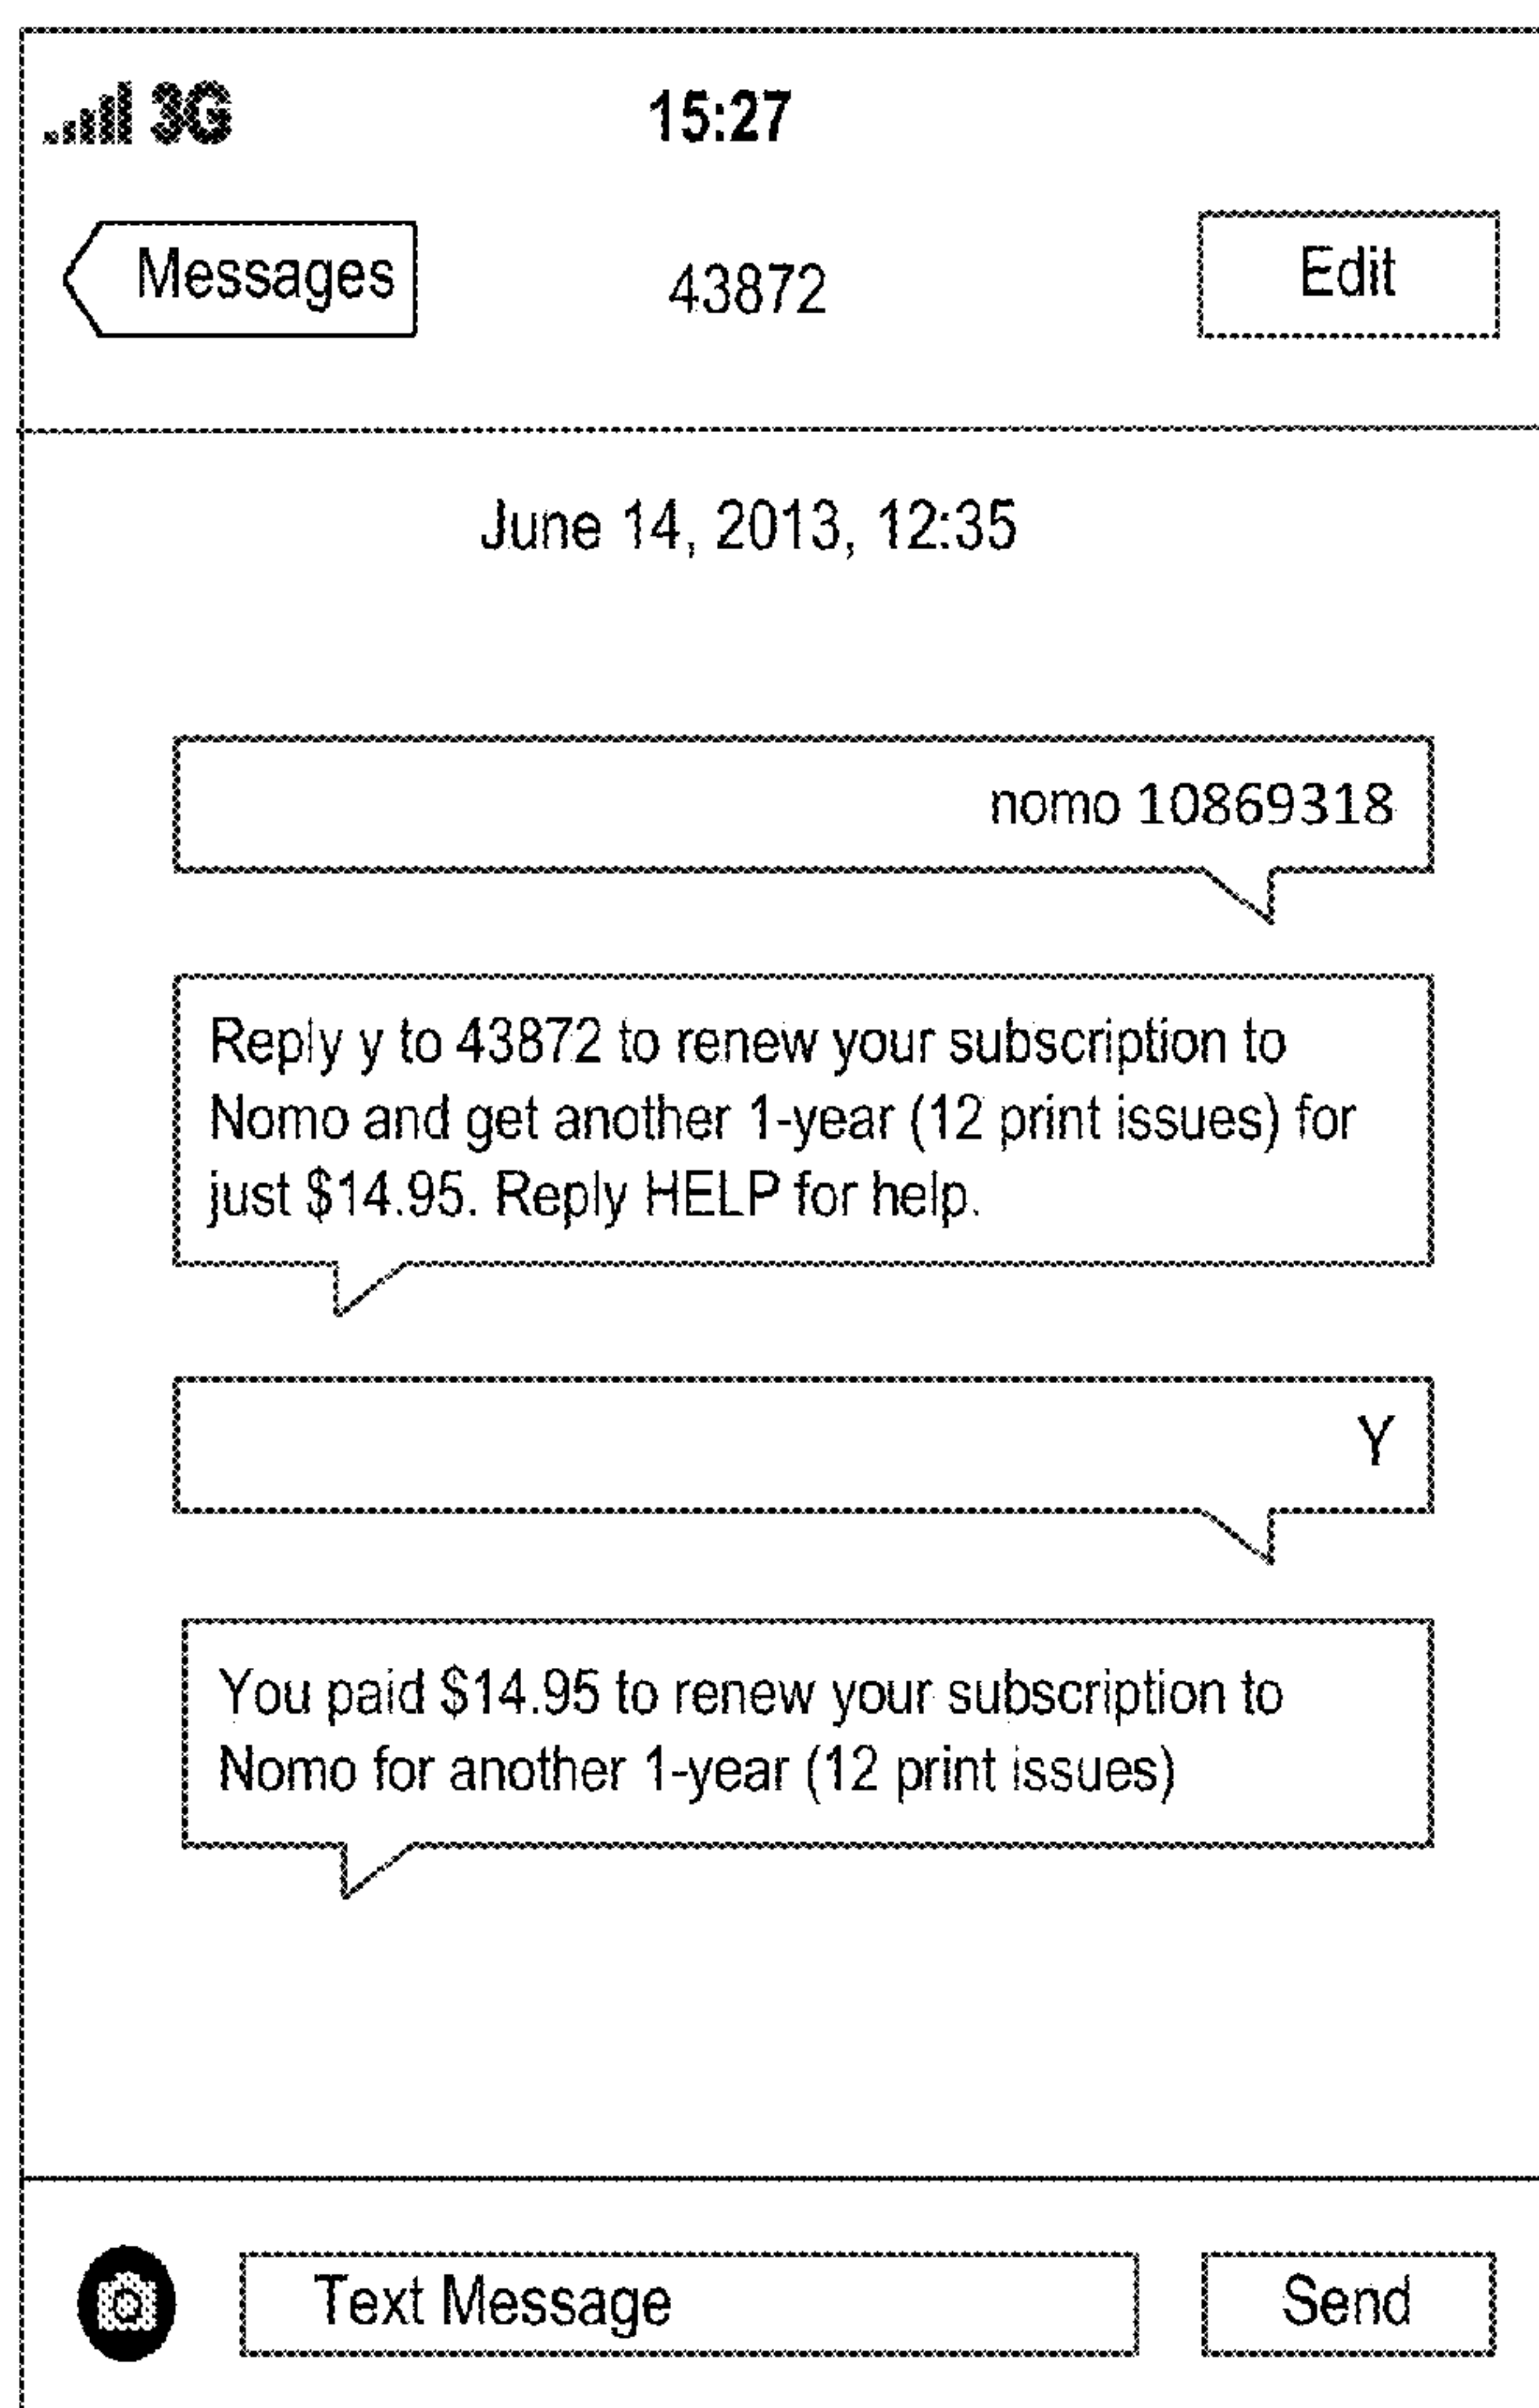 3G 15:27
Messages 43872 Edit
June 14, 2013, 12:35
nomo 10869318
Reply y to 43872 to renew your subscription to
Nomo and get another 1-year (12 print issues) for
just $14.95. Reply HELP for help.
Y
You paid $14.95 to renew your subscription to
Nomo for another 1-year (12 print issues)
Text Message Send